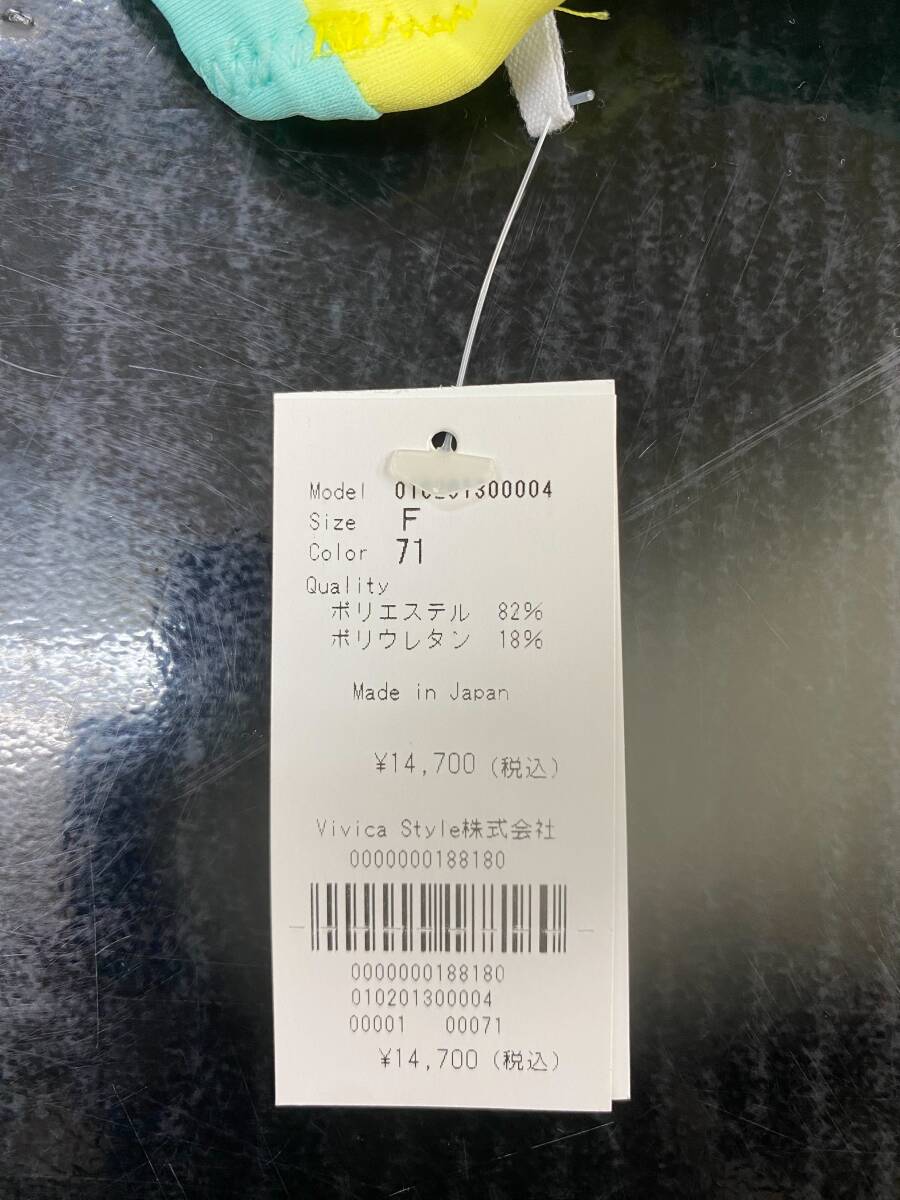 Model 010201300004
Size F
Color 71
Quality
ポリエステル 82%
ポリウレタン 18%
Made in Japan
¥14,700 (税込)
Vivica Style株式会社
0000000188180
0000000188180
010201300004
00001 00071
¥14,700 (税込)